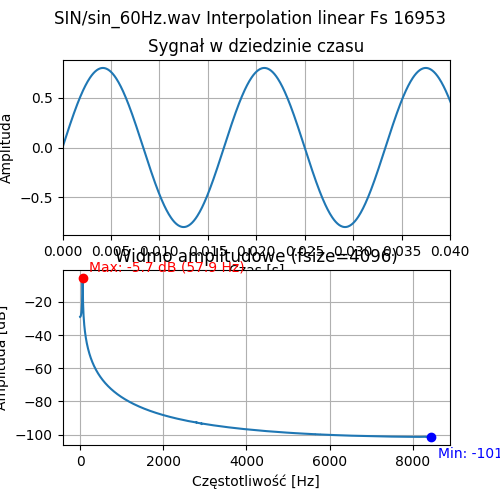 SIN/sin_60Hz.wav Interpolation linear Fs 16953
Sygnał w dziedzinie czasu
Amplituda
0.5
0.0
−0.5
0.000 0.005 0.010 0.015 0.020 0.025 0.030 0.035 0.040
Widmo amplitudowe (fsize=4096)
Max: -5.7 dB (57.9 Hz)
Amplituda [dB]
−20
−40
−60
−80
−100
0 2000 4000 6000 8000
Min: -101
Częstotliwość [Hz]